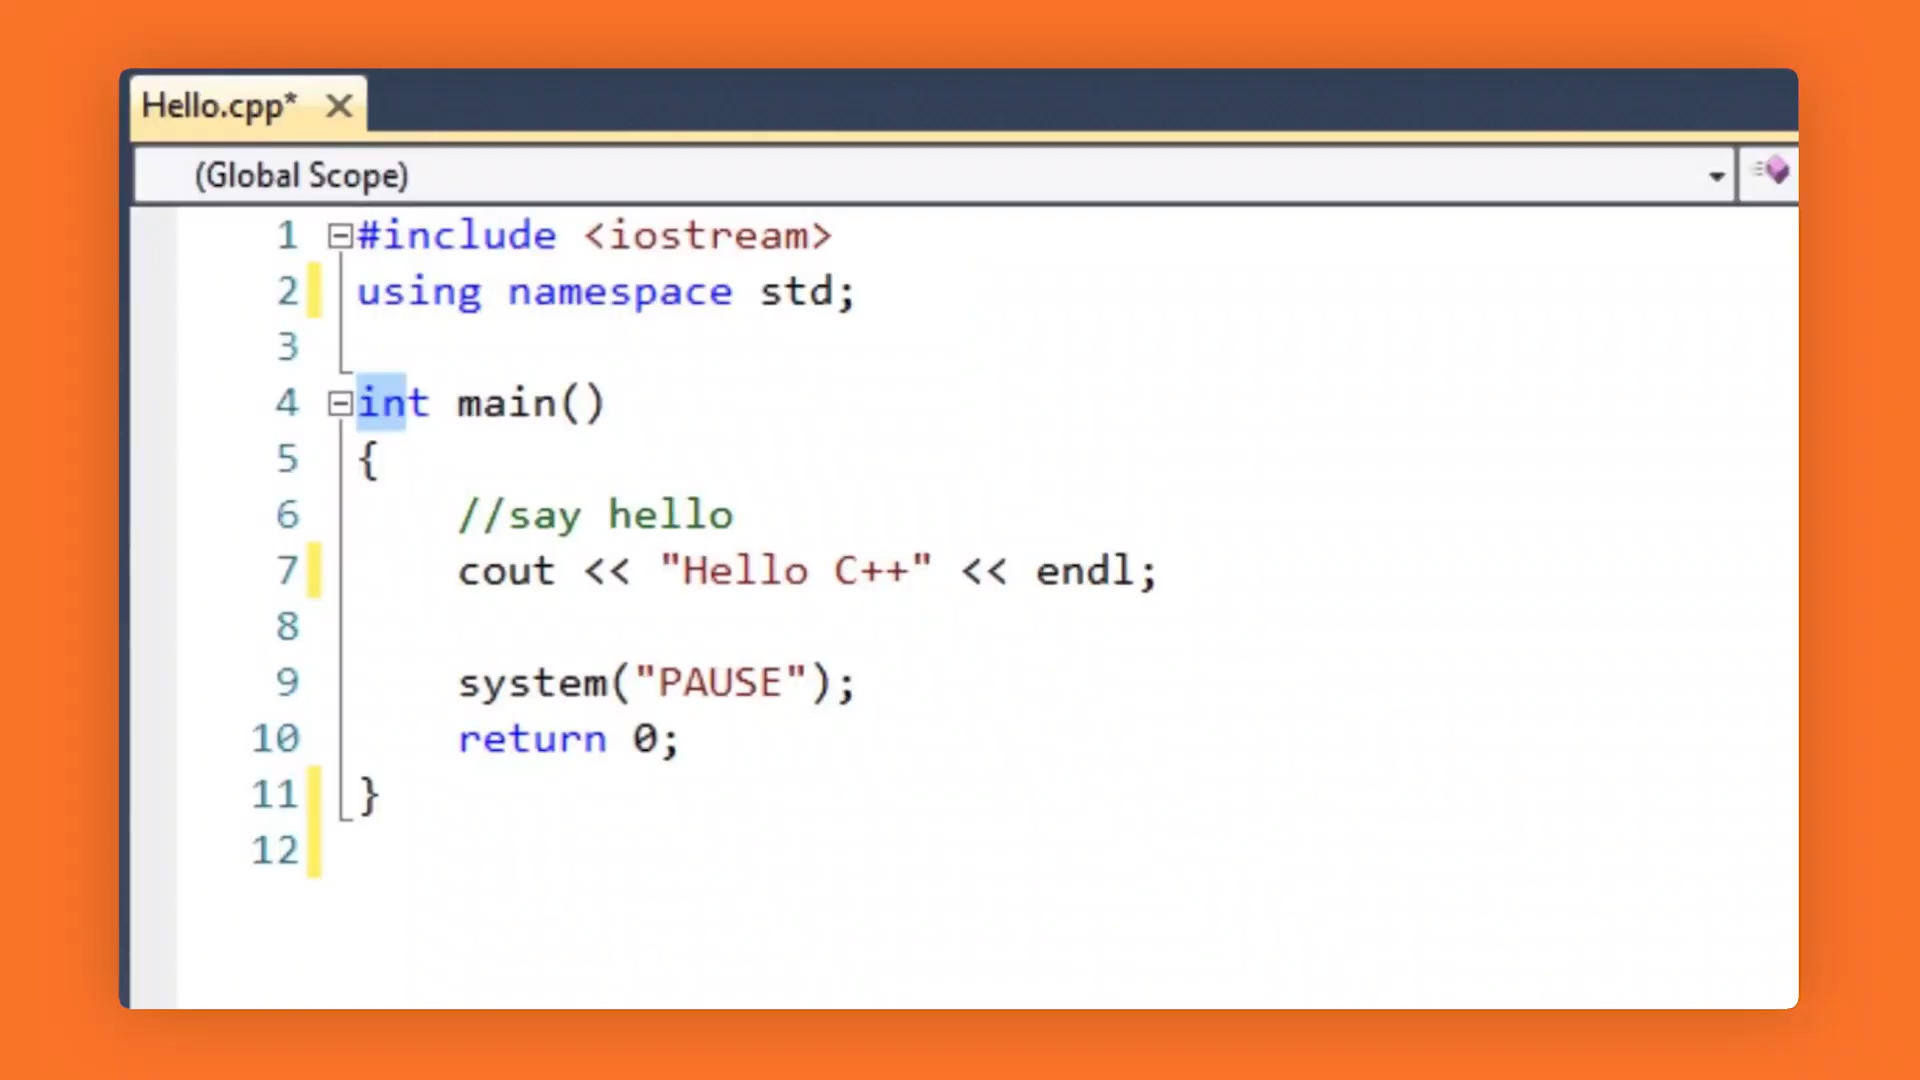 Hello.cpp*
(Global Scope)
1 #include <iostream>
2 using namespace std;
3
4 int main()
5 {
6 //say hello
7 cout << "Hello C++" << endl;
8
9 system("PAUSE");
10 return 0;
11 }
12